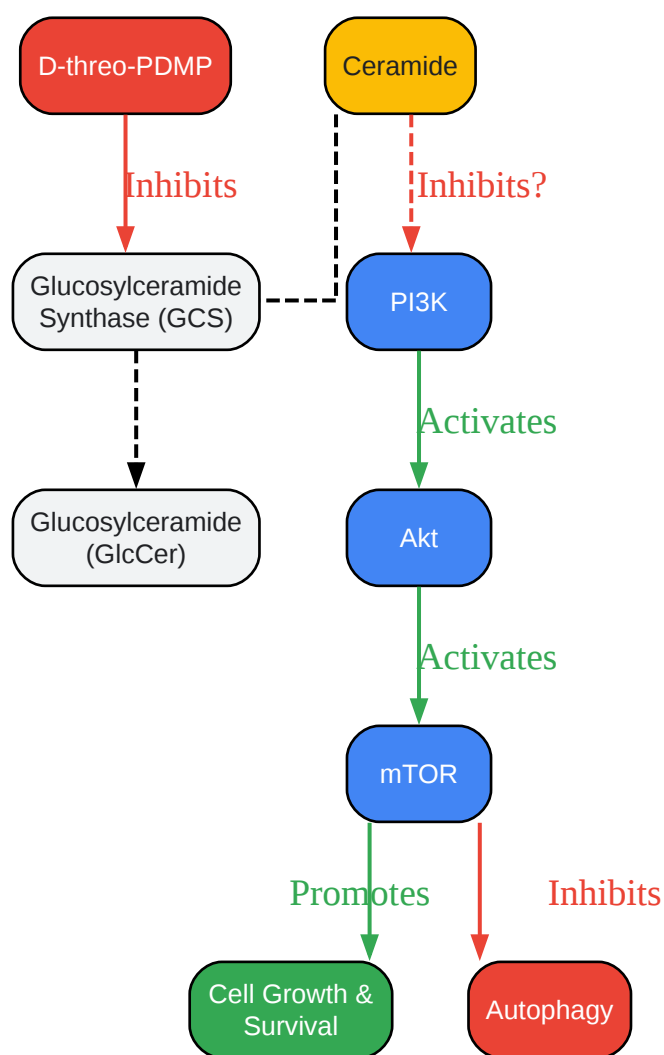 D-threo-PDMP
Ceramide
Inhibits
Inhibits?
Glucosylceramide
Synthase (GCS)
PI3K
Activates
Glucosylceramide
(GlcCer)
Akt
Activates
mTOR
Promotes
Inhibits
Cell Growth &
Survival
Autophagy